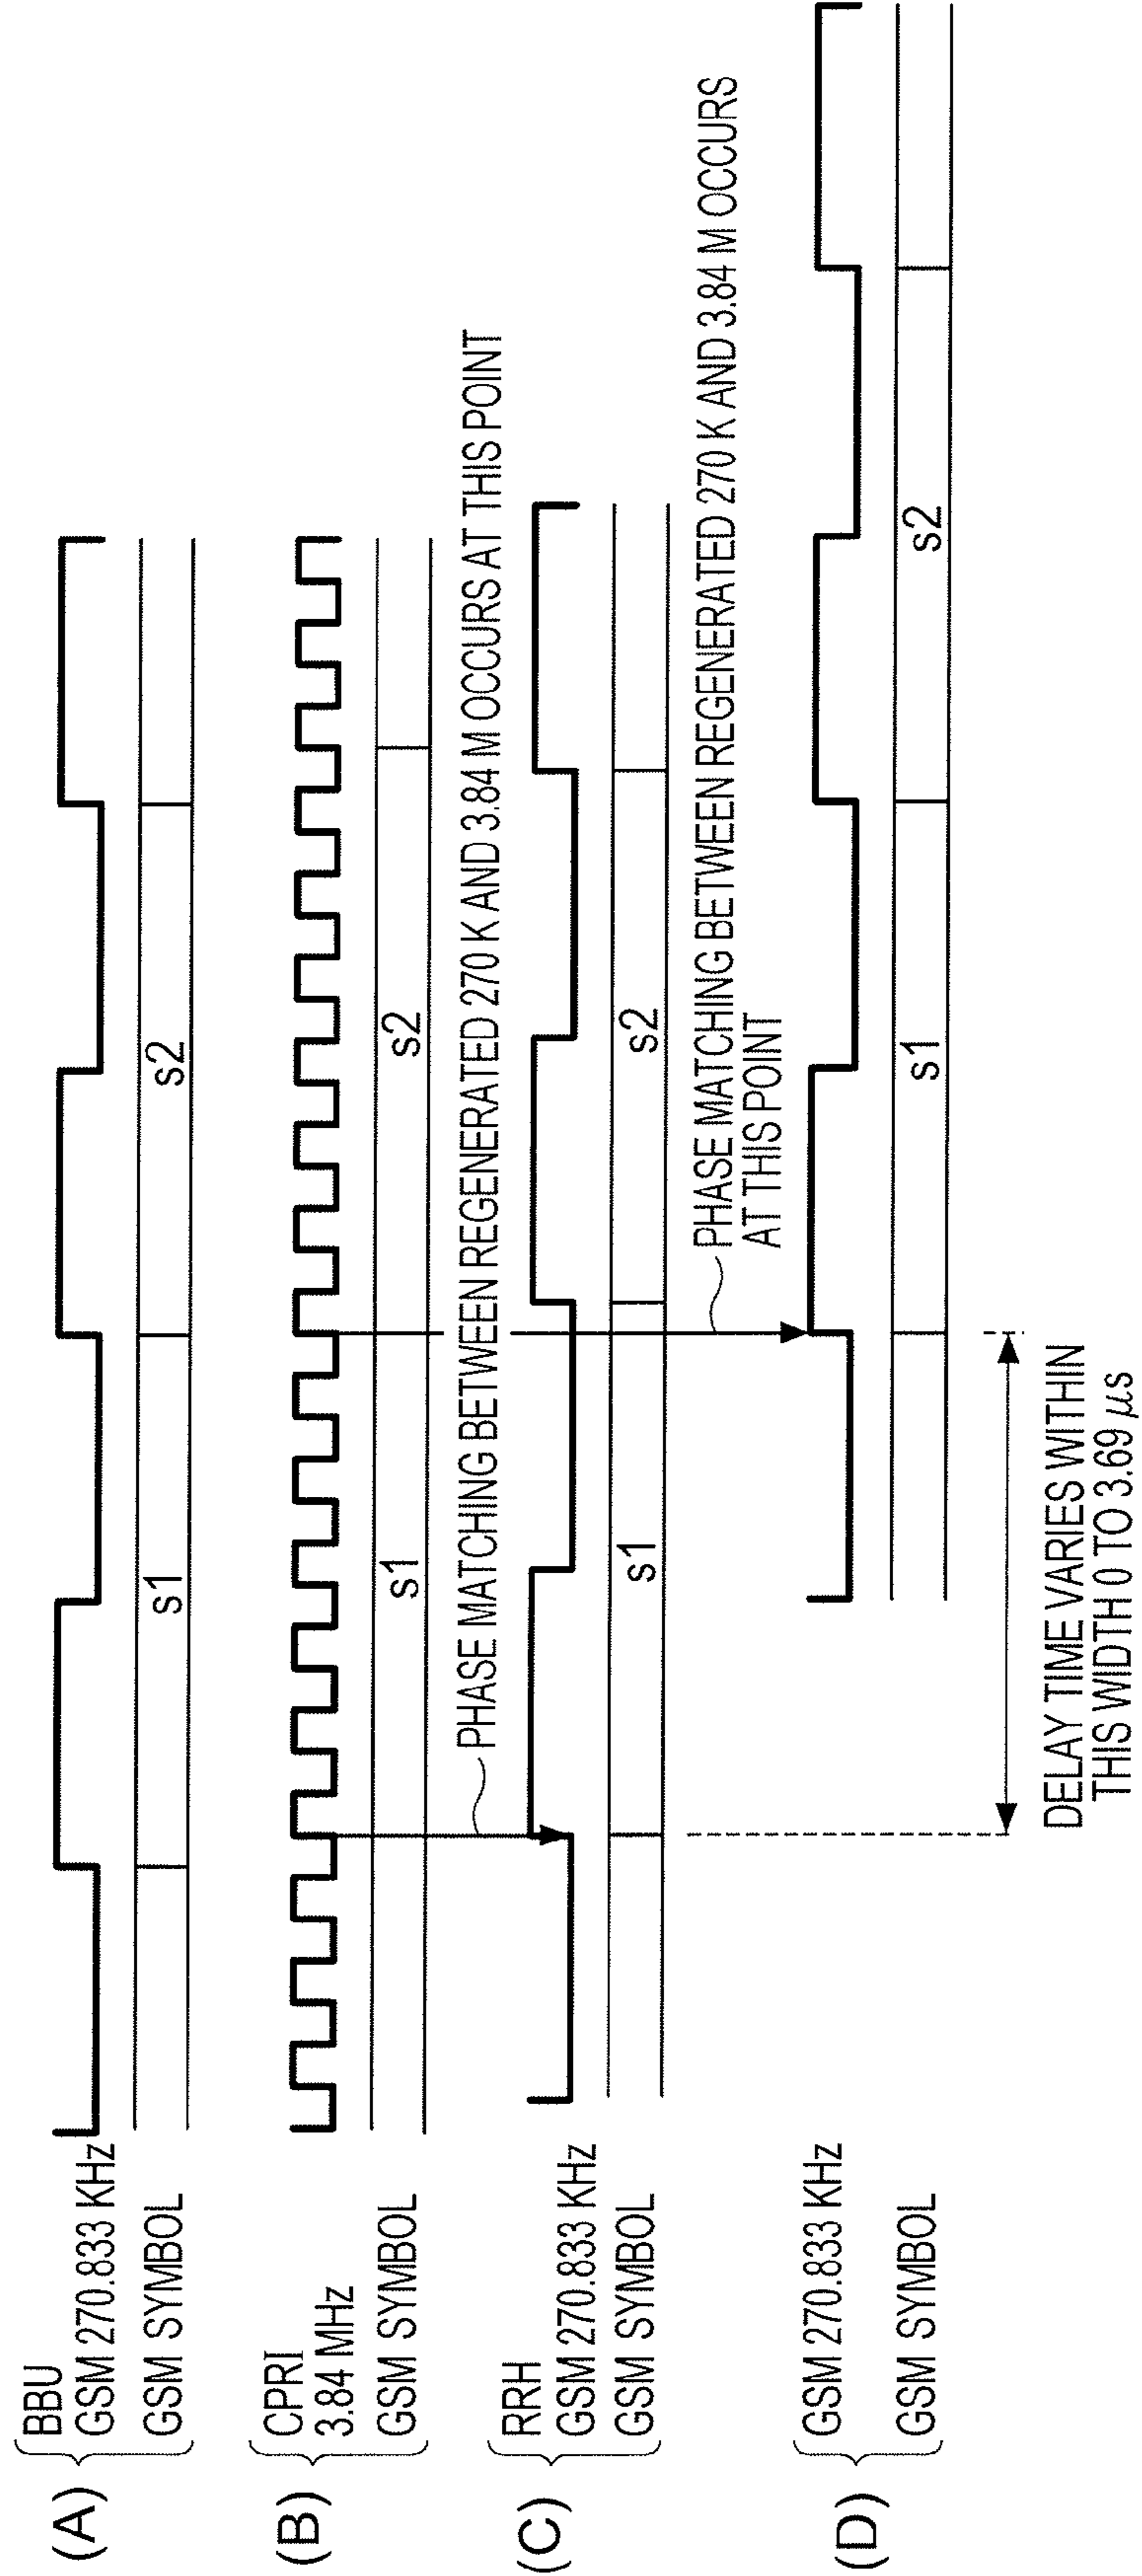 (A)
BBU
GSM 270.833 KHz
GSM SYMBOL
s1
s2
(B)
CPRI
3.84 MHz
GSM SYMBOL
s1
s2
PHASE MATCHING BETWEEN REGENERATED 270 K AND 3.84 M OCCURS AT THIS POINT
(C)
RRH
GSM 270.833 KHz
GSM SYMBOL
s1
s2
PHASE MATCHING BETWEEN REGENERATED 270 K AND 3.84 M OCCURS
AT THIS POINT
(D)
GSM 270.833 KHz
GSM SYMBOL
s1
s2
DELAY TIME VARIES WITHIN
THIS WIDTH 0 TO 3.69 μs